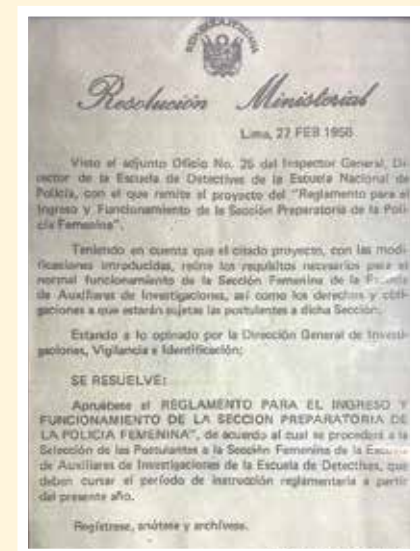 REPUBLICA PERUANA
Resolución Ministerial
Lima, 27 FEB 1956
Visto el adjunto Oficio No. 26 del Inspector General, Di-
rector de la Escuela de Detectives de la Escuela Nacional de
Policía, con el que remite el proyecto del "Reglamento para el
Ingreso y Funcionamiento de la Sección Preparatoria de la Poli-
cía Femenina".
Teniendo en cuenta que el citado proyecto, con las modi-
ficaciones introducidas, reúne los requisitos necesarios para el
normal funcionamiento de la Sección Femenina de la Escuela
de Auxiliares de Investigaciones, así como los derechos y obli-
gaciones a que estarán sujetas las postulantes a dicha Sección;
Estando a lo opinado por la Dirección General de Investi-
gaciones, Vigilancia e Identificación;
SE RESUELVE:
Apruébese el REGLAMENTO PARA EL INGRESO Y
FUNCIONAMIENTO DE LA SECCION PREPARATORIA DE
LA POLICIA FEMENINA", de acuerdo al cual se procederá a la
Selección de las Postulantes a la Sección Femenina de la Escuela
de Auxiliares de Investigaciones de la Escuela de Detectives, que
deben cursar el período de instrucción reglamentaria a partir
del presente año.
Regístrese, anótese y archívese.